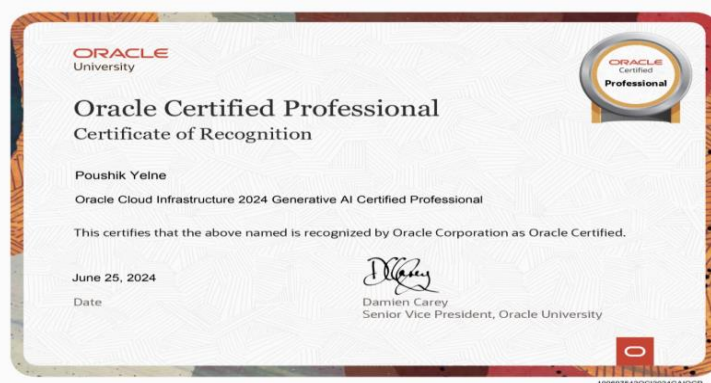 ORACLE
University
ORACLE
Certified
Professional
Oracle Certified Professional
Certificate of Recognition
Poushik Yelne
Oracle Cloud Infrastructure 2024 Generative AI Certified Professional
This certifies that the above named is recognized by Oracle Corporation as Oracle Certified.
June 25, 2024
Date
Damien Carey
Senior Vice President, Oracle University